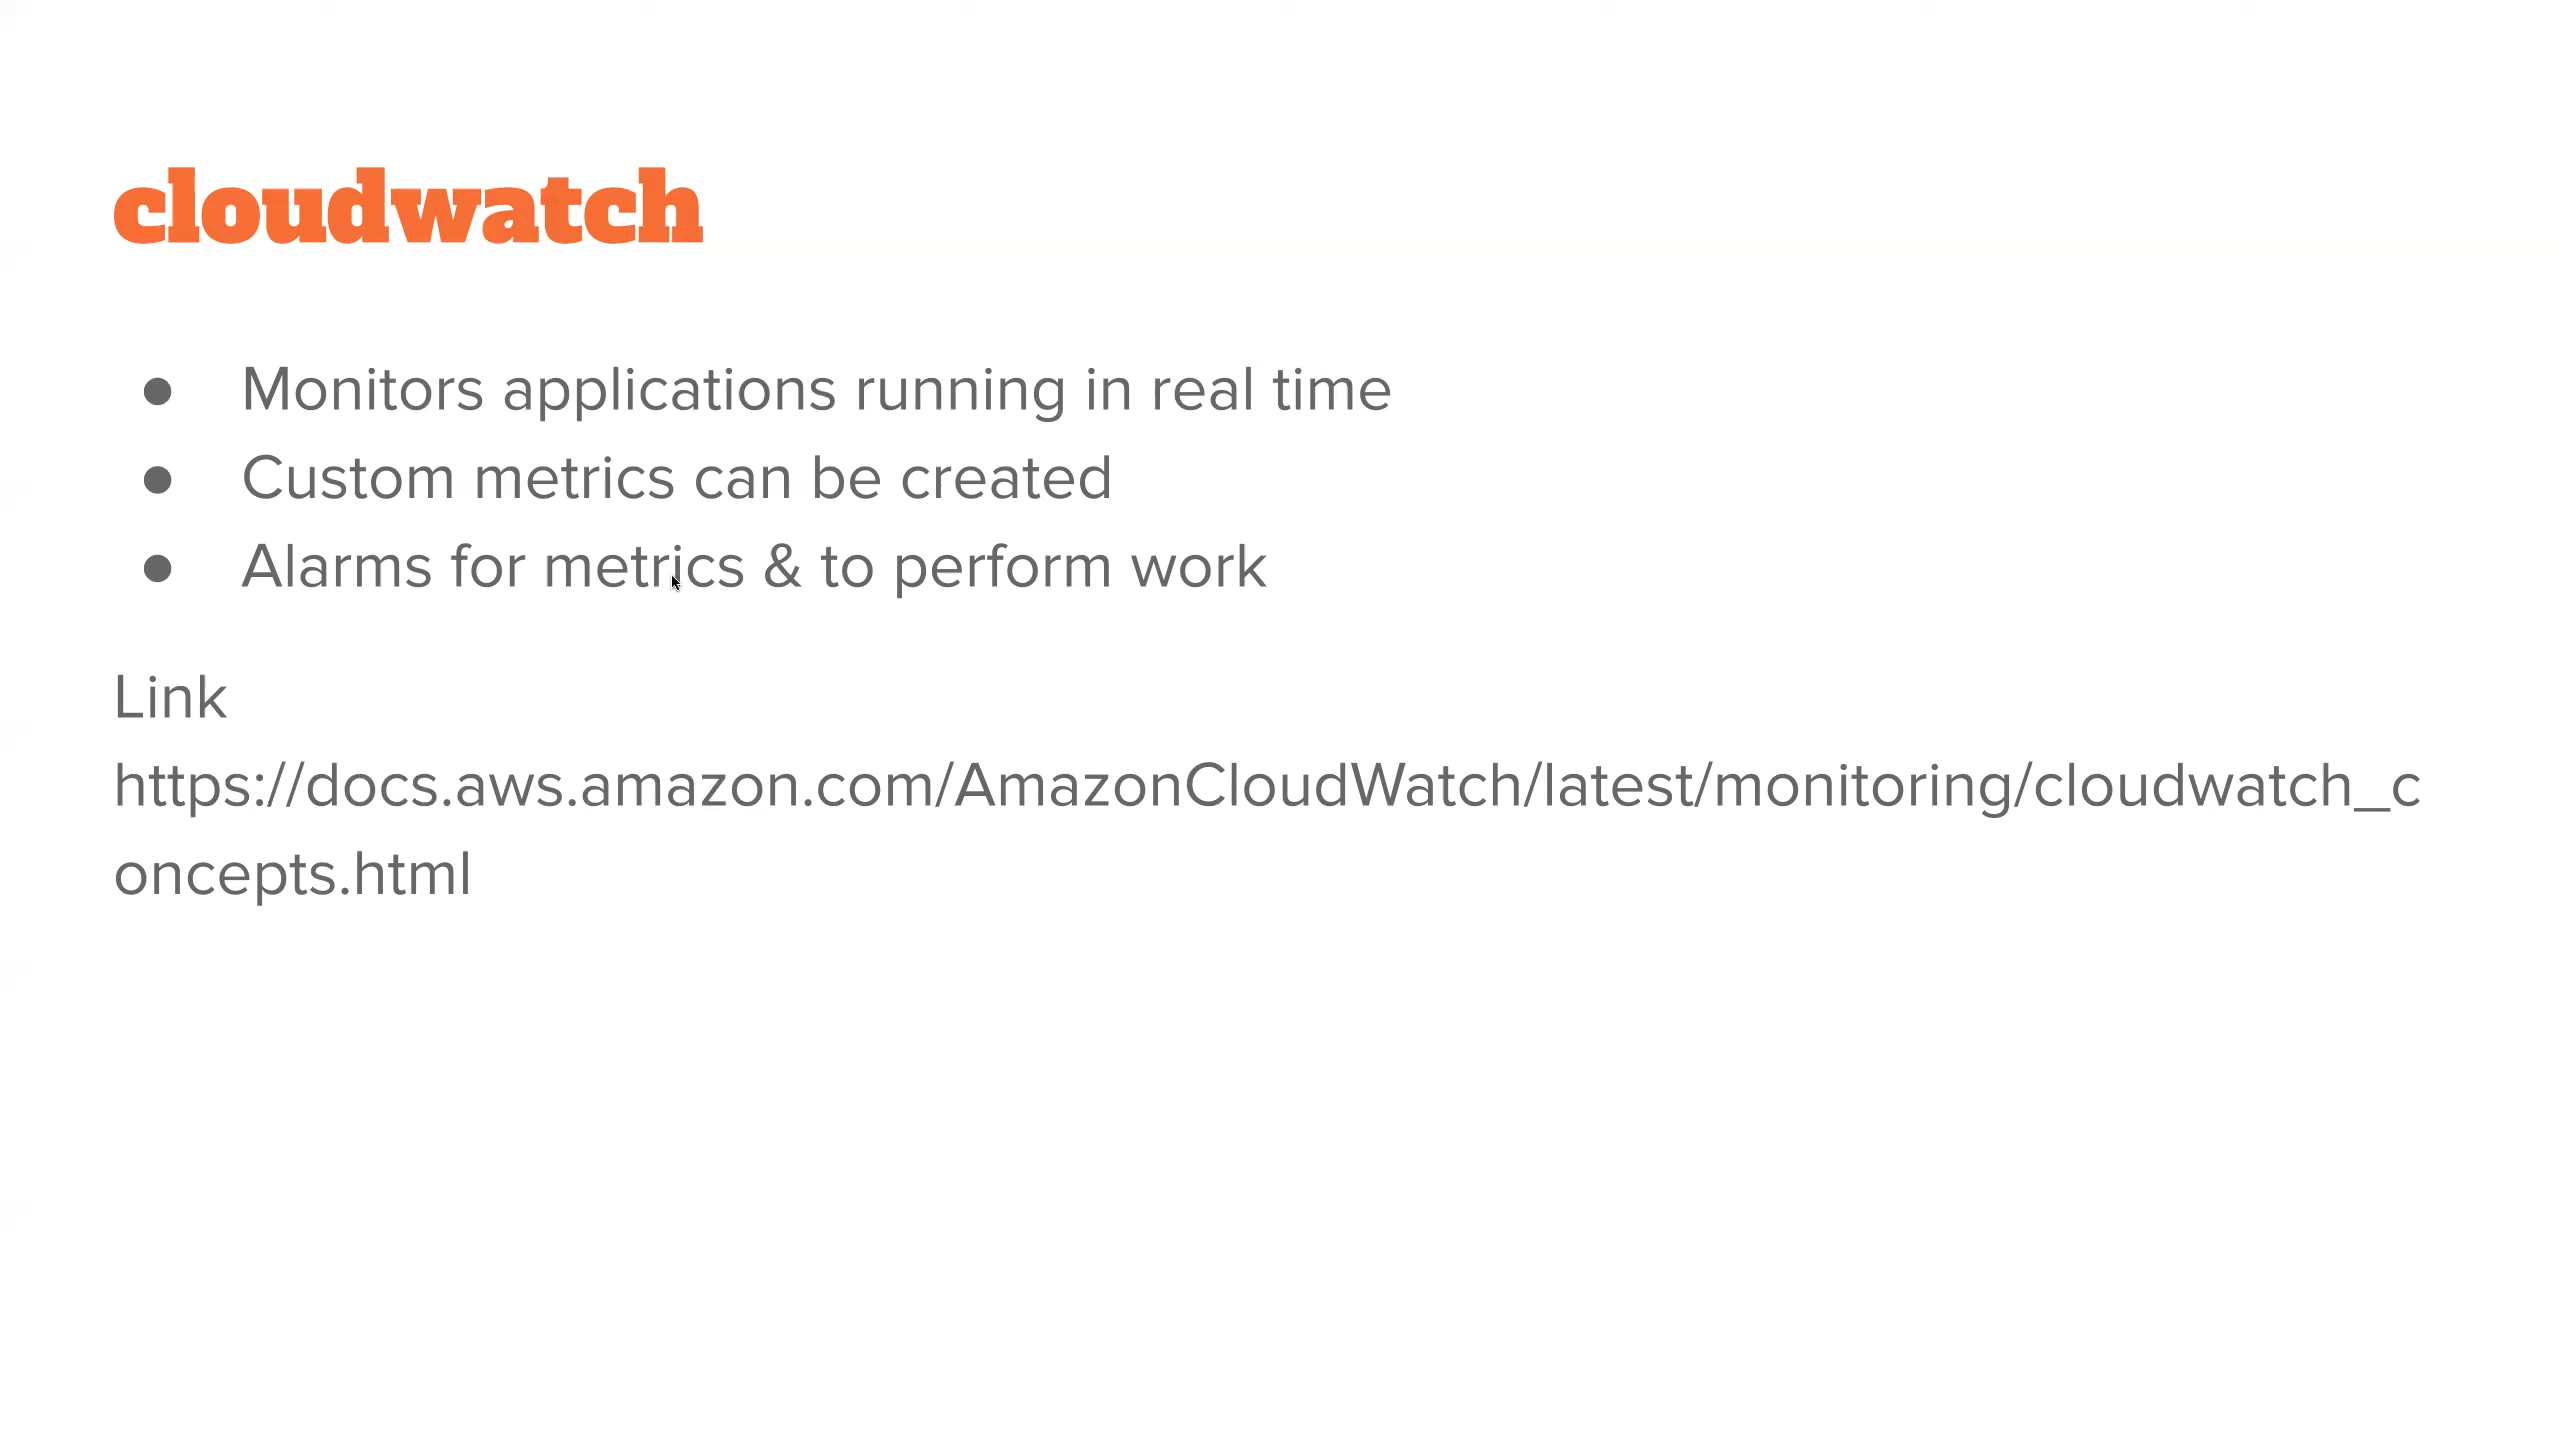 cloudwatch
● Monitors applications running in real time
● Custom metrics can be created
● Alarms for metrics & to perform work
Link
https://docs.aws.amazon.com/AmazonCloudWatch/latest/monitoring/cloudwatch_c
oncepts.html